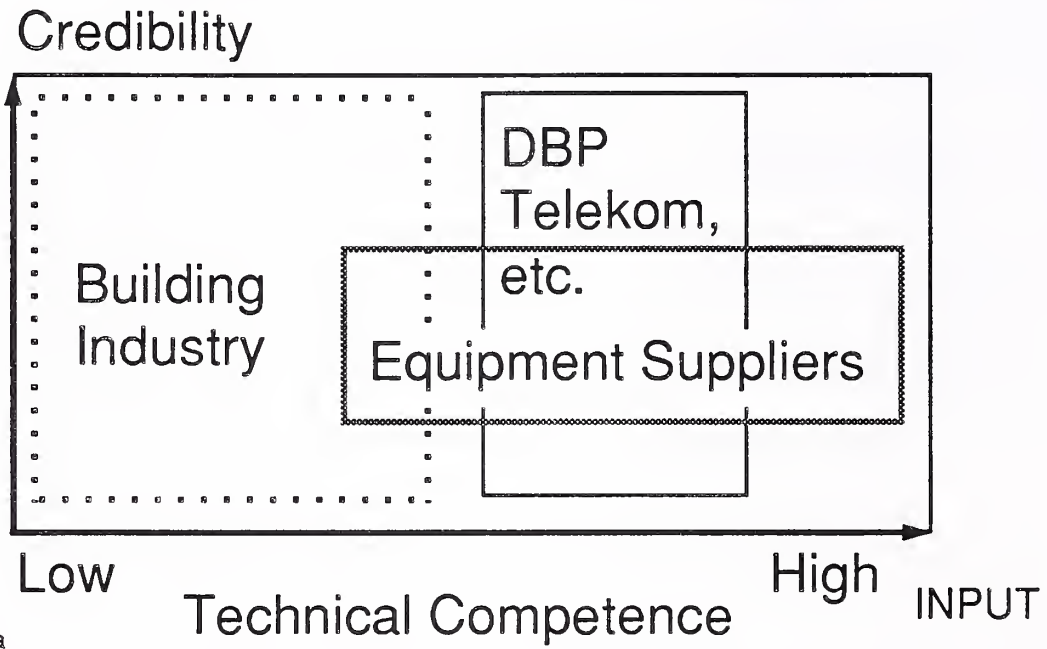 Credibility
DBP
Telekom,
etc.
Building
Industry
Equipment Suppliers
Low
High
Technical Competence
INPUT
a